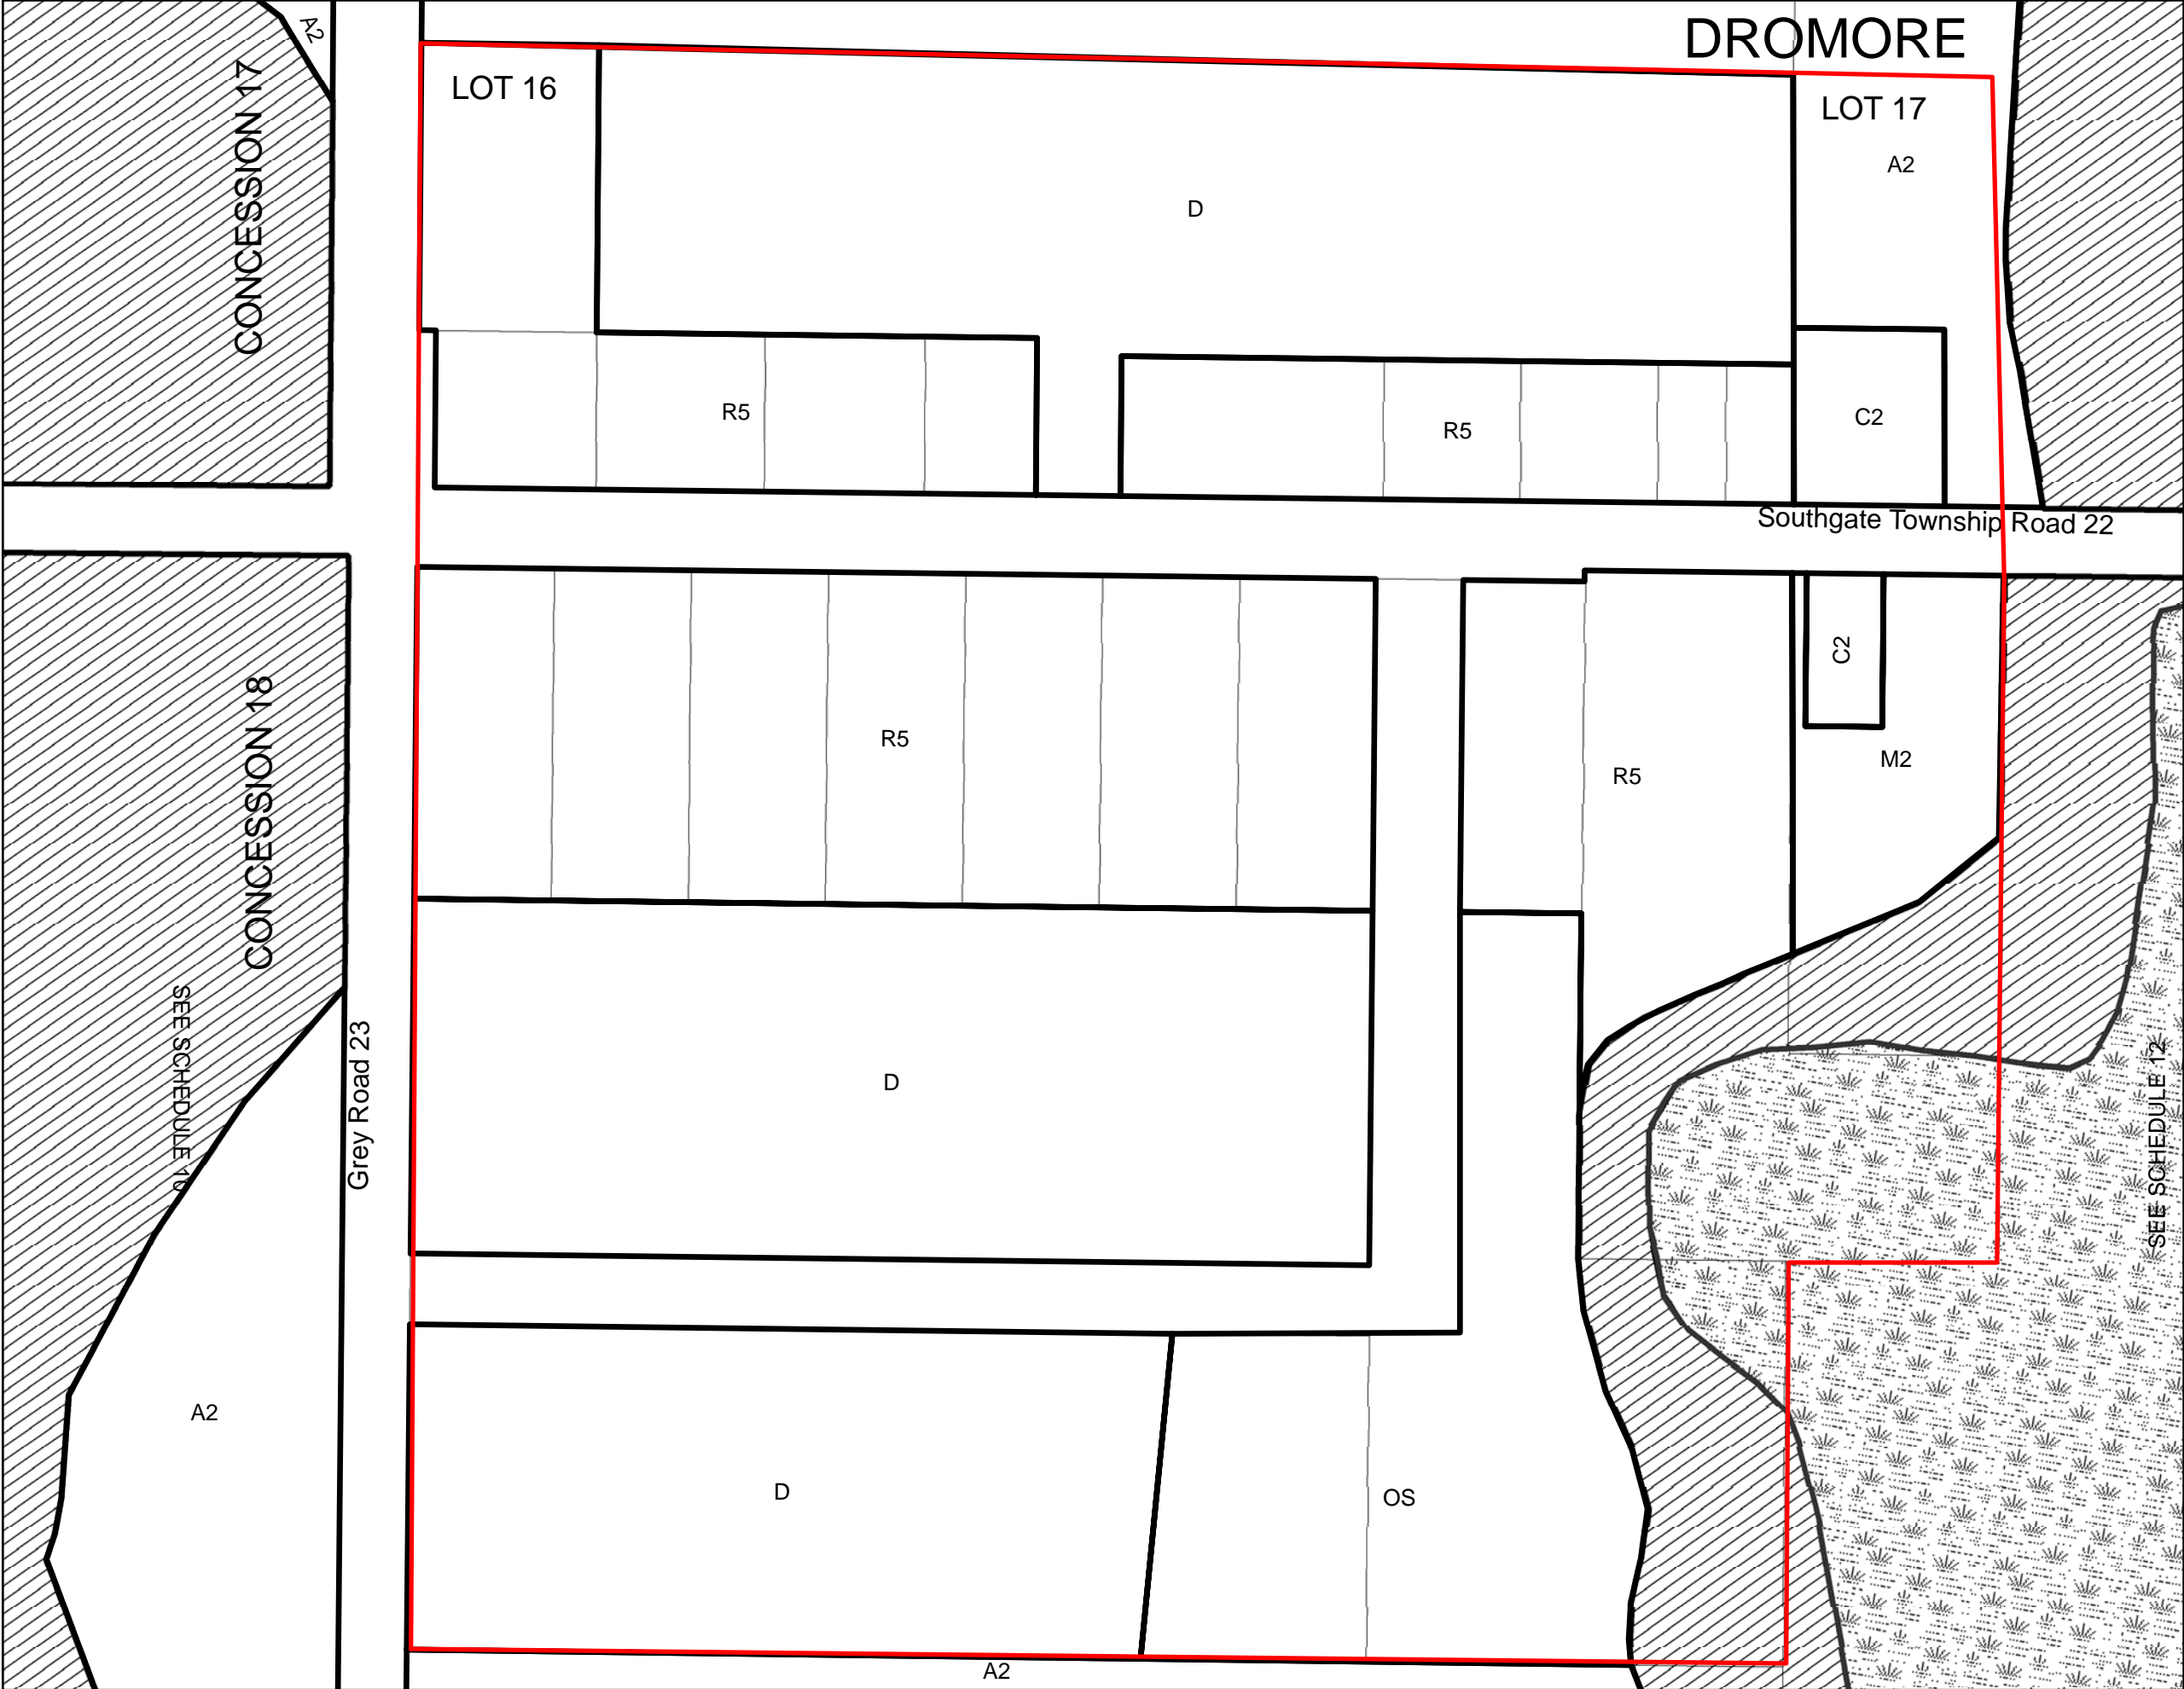 DROMORE
A2
CONCESSION 17
LOT 16
LOT 17
A2
D
R5
R5
C2
Southgate Township Road 22
CONCESSION 18
R5
R5
C2
M2
SEE SCHEDULE 10
Grey Road 23
D
SEE SCHEDULE 12
A2
D
OS
A2